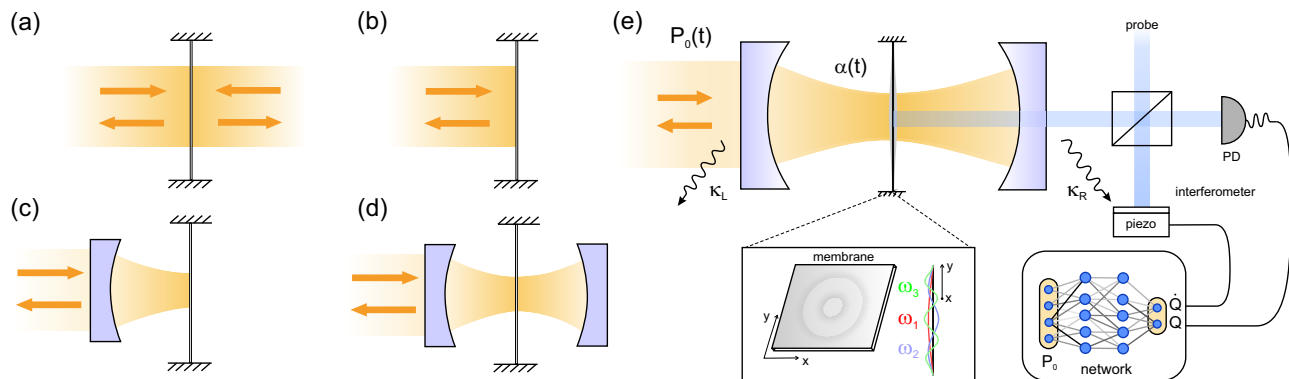 (a)
(b)
(c)
(d)
(e)
P₀(t)
α(t)
κL
κR
probe
PD
interferometer
piezo
membrane
y
x
ω₃
ω₁
ω₂
y
x
P₀
network
Q̇
Q